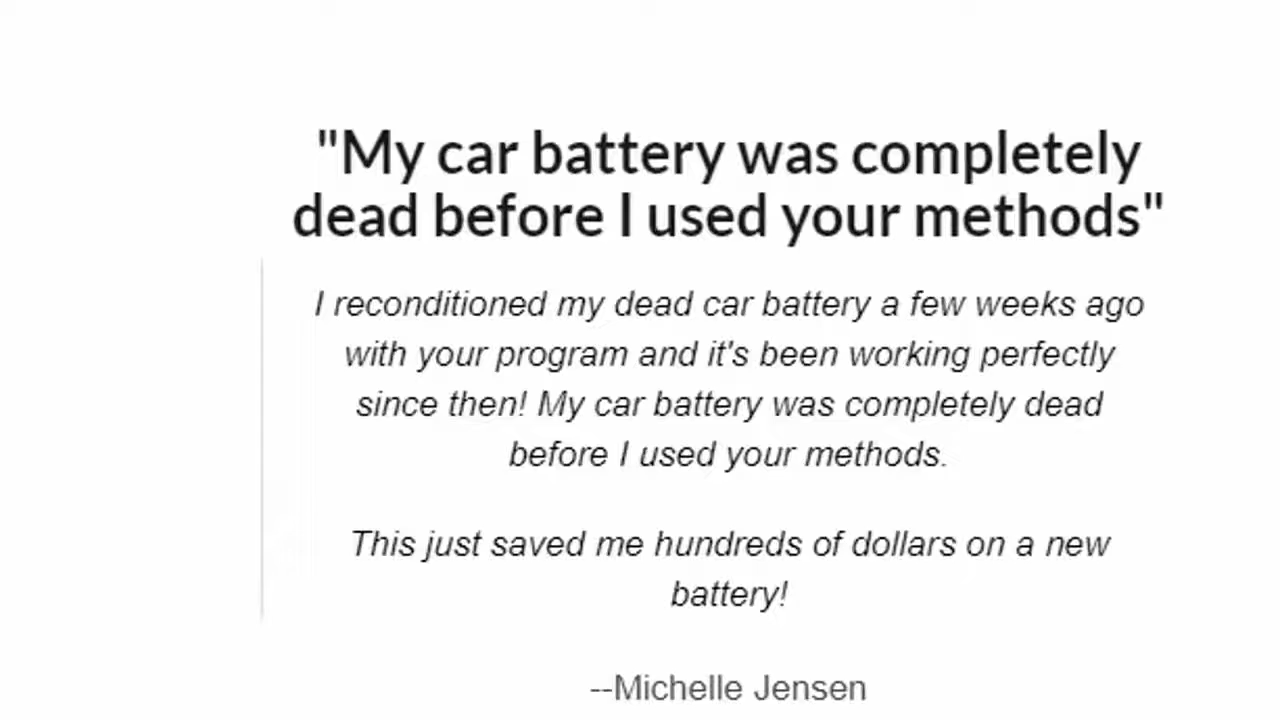 "My car battery was completely
dead before I used your methods"
I reconditioned my dead car battery a few weeks ago
with your program and it's been working perfectly
since then! My car battery was completely dead
before I used your methods.
This just saved me hundreds of dollars on a new
battery!
--Michelle Jensen